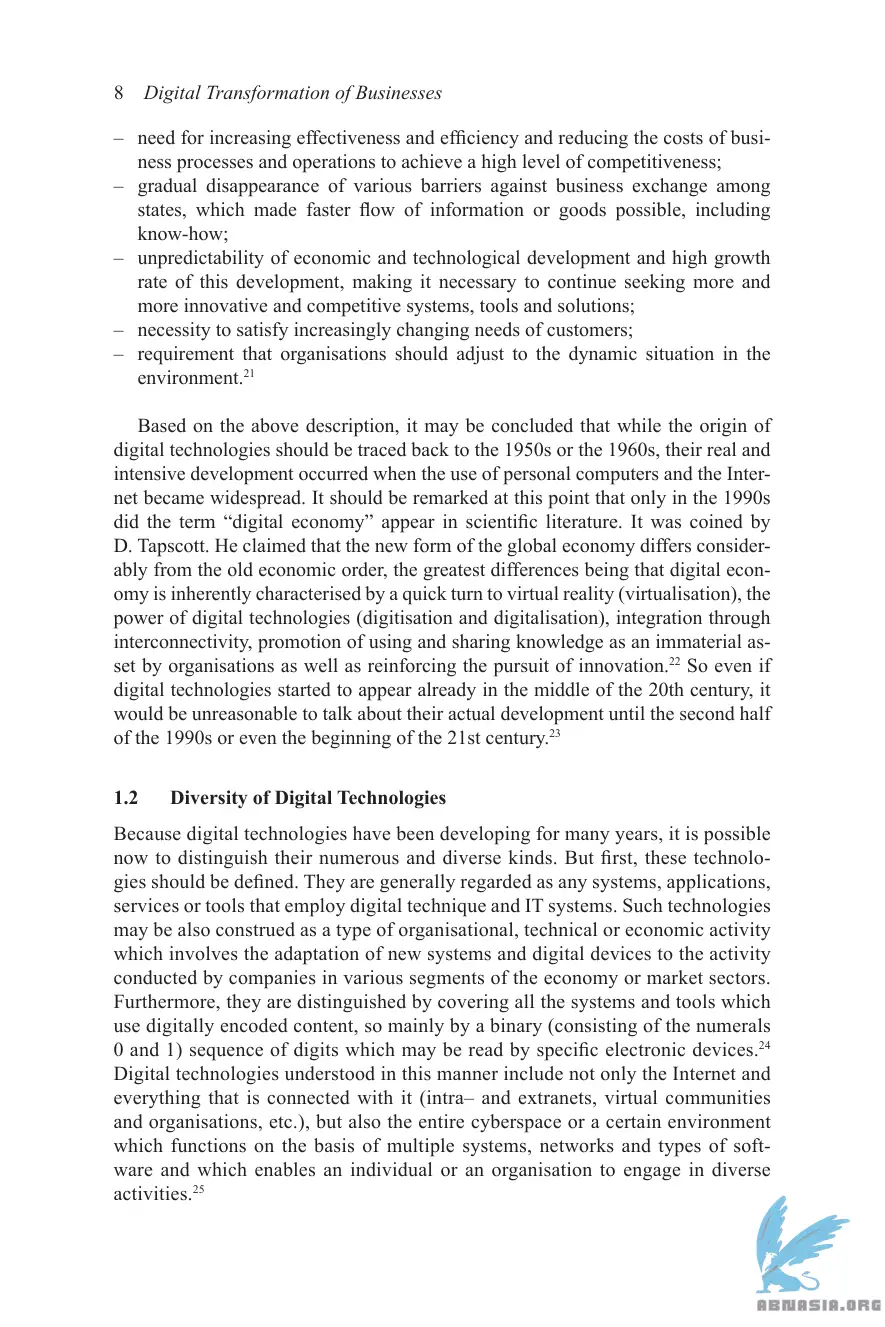 8 Digital Transformation of Businesses
– need for increasing effectiveness and efficiency and reducing the costs of busi-
ness processes and operations to achieve a high level of competitiveness;
– gradual disappearance of various barriers against business exchange among
states, which made faster flow of information or goods possible, including
know-how;
– unpredictability of economic and technological development and high growth
rate of this development, making it necessary to continue seeking more and
more innovative and competitive systems, tools and solutions;
– necessity to satisfy increasingly changing needs of customers;
– requirement that organisations should adjust to the dynamic situation in the
environment.21
Based on the above description, it may be concluded that while the origin of
digital technologies should be traced back to the 1950s or the 1960s, their real and
intensive development occurred when the use of personal computers and the Inter-
net became widespread. It should be remarked at this point that only in the 1990s
did the term “digital economy” appear in scientific literature. It was coined by
D. Tapscott. He claimed that the new form of the global economy differs consider-
ably from the old economic order, the greatest differences being that digital econ-
omy is inherently characterised by a quick turn to virtual reality (virtualisation), the
power of digital technologies (digitisation and digitalisation), integration through
interconnectivity, promotion of using and sharing knowledge as an immaterial as-
set by organisations as well as reinforcing the pursuit of innovation.22 So even if
digital technologies started to appear already in the middle of the 20th century, it
would be unreasonable to talk about their actual development until the second half
of the 1990s or even the beginning of the 21st century.23
1.2 Diversity of Digital Technologies
Because digital technologies have been developing for many years, it is possible
now to distinguish their numerous and diverse kinds. But first, these technolo-
gies should be defined. They are generally regarded as any systems, applications,
services or tools that employ digital technique and IT systems. Such technologies
may be also construed as a type of organisational, technical or economic activity
which involves the adaptation of new systems and digital devices to the activity
conducted by companies in various segments of the economy or market sectors.
Furthermore, they are distinguished by covering all the systems and tools which
use digitally encoded content, so mainly by a binary (consisting of the numerals
0 and 1) sequence of digits which may be read by specific electronic devices.24
Digital technologies understood in this manner include not only the Internet and
everything that is connected with it (intra– and extranets, virtual communities
and organisations, etc.), but also the entire cyberspace or a certain environment
which functions on the basis of multiple systems, networks and types of soft-
ware and which enables an individual or an organisation to engage in diverse
activities.25
ABNASIA.ORG